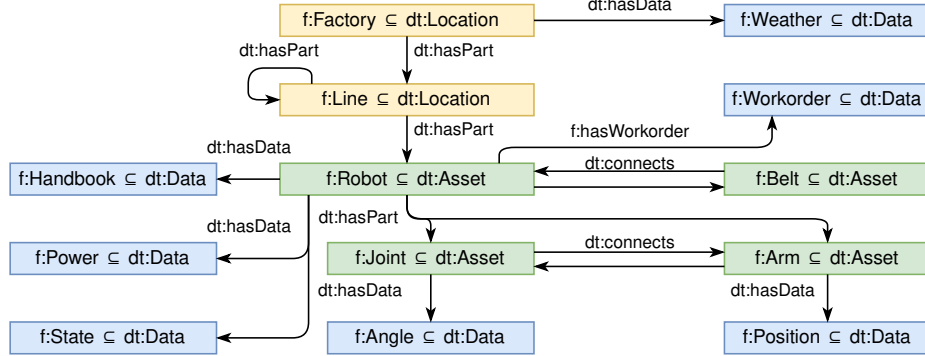 f:Factory ⊆ dt:Location
dt:hasData
f:Weather ⊆ dt:Data
dt:hasPart
dt:hasPart
f:Line ⊆ dt:Location
f:Workorder ⊆ dt:Data
dt:hasPart
f:hasWorkorder
dt:hasData
dt:connects
f:Handbook ⊆ dt:Data
f:Robot ⊆ dt:Asset
f:Belt ⊆ dt:Asset
dt:hasData
dt:hasPart
dt:connects
f:Power ⊆ dt:Data
f:Joint ⊆ dt:Asset
f:Arm ⊆ dt:Asset
dt:hasData
dt:hasData
f:State ⊆ dt:Data
f:Angle ⊆ dt:Data
f:Position ⊆ dt:Data